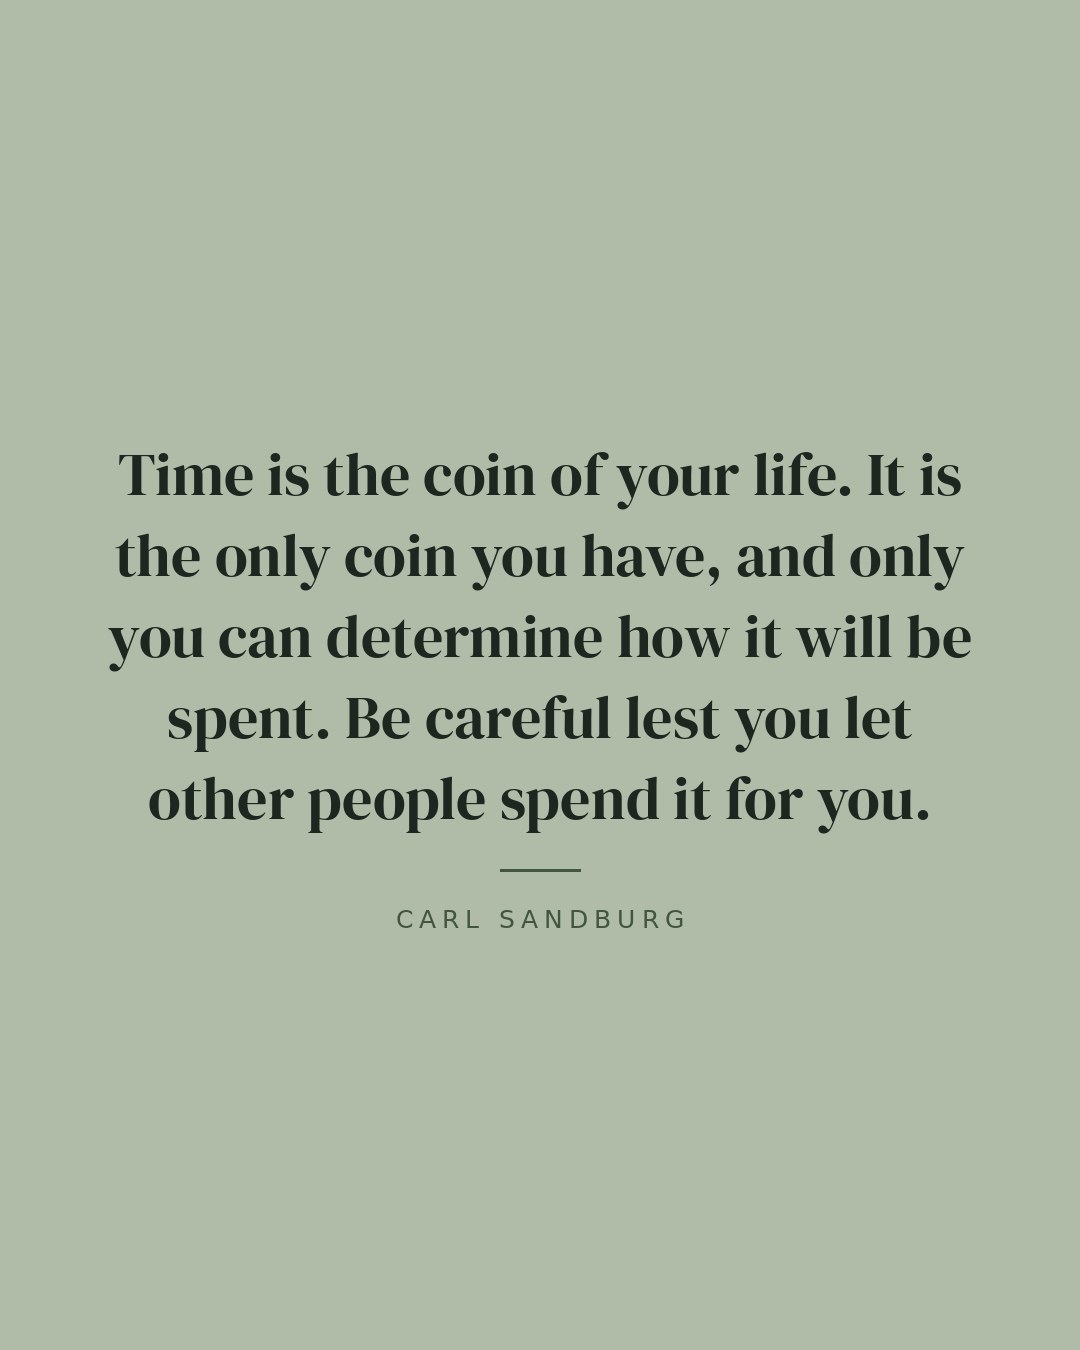 Time is the coin of your life. It is
the only coin you have, and only
you can determine how it will be
spent. Be careful lest you let
other people spend it for you.
CARL SANDBURG